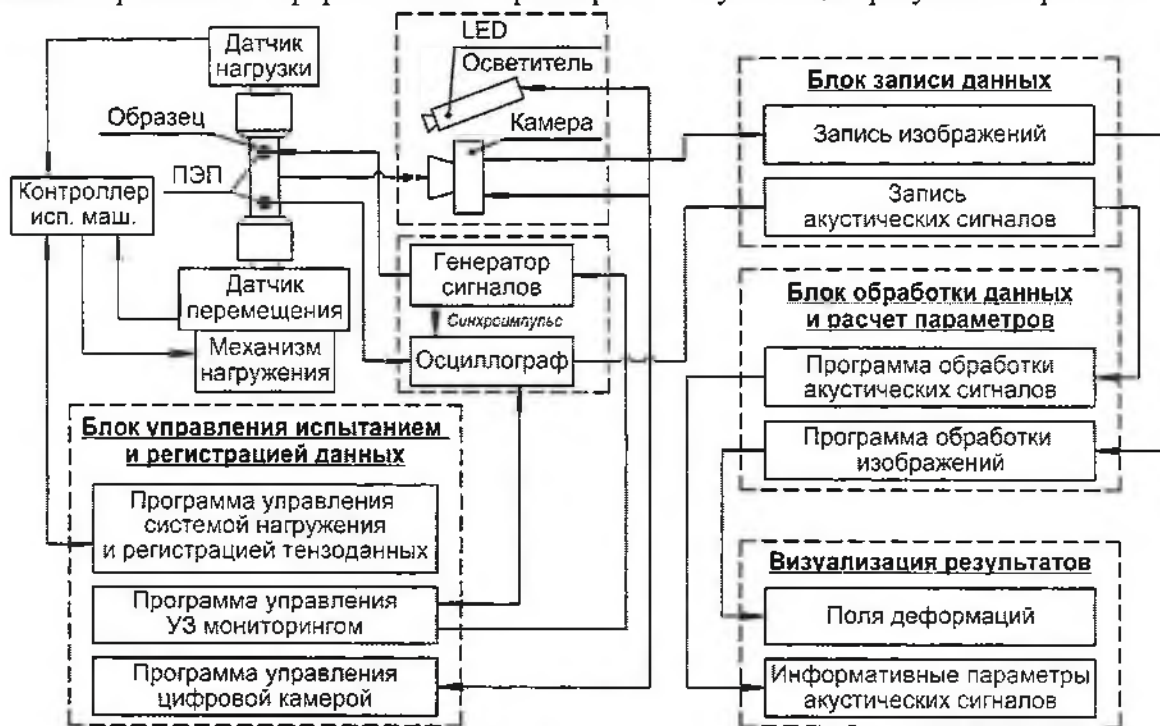 LED
Осветитель
Камера
Датчик
нагрузки
Образец
ПЭП
Контроллер
исп. маш.
Датчик
перемещения
Механизм
нагружения
Генератор
сигналов
Синхроимпульс
Осциллограф
Блок записи данных
Запись изображений
Запись
акустических сигналов
Блок обработки данных
и расчет параметров
Программа обработки
акустических сигналов
Программа обработки
изображений
Блок управления испытанием
и регистрацией данных
Программа управления
системой нагружения
и регистрацией тензоданных
Программа управления
УЗ мониторингом
Программа управления
цифровой камерой
Визуализация результатов
Поля деформаций
Информативные параметры
акустических сигналов